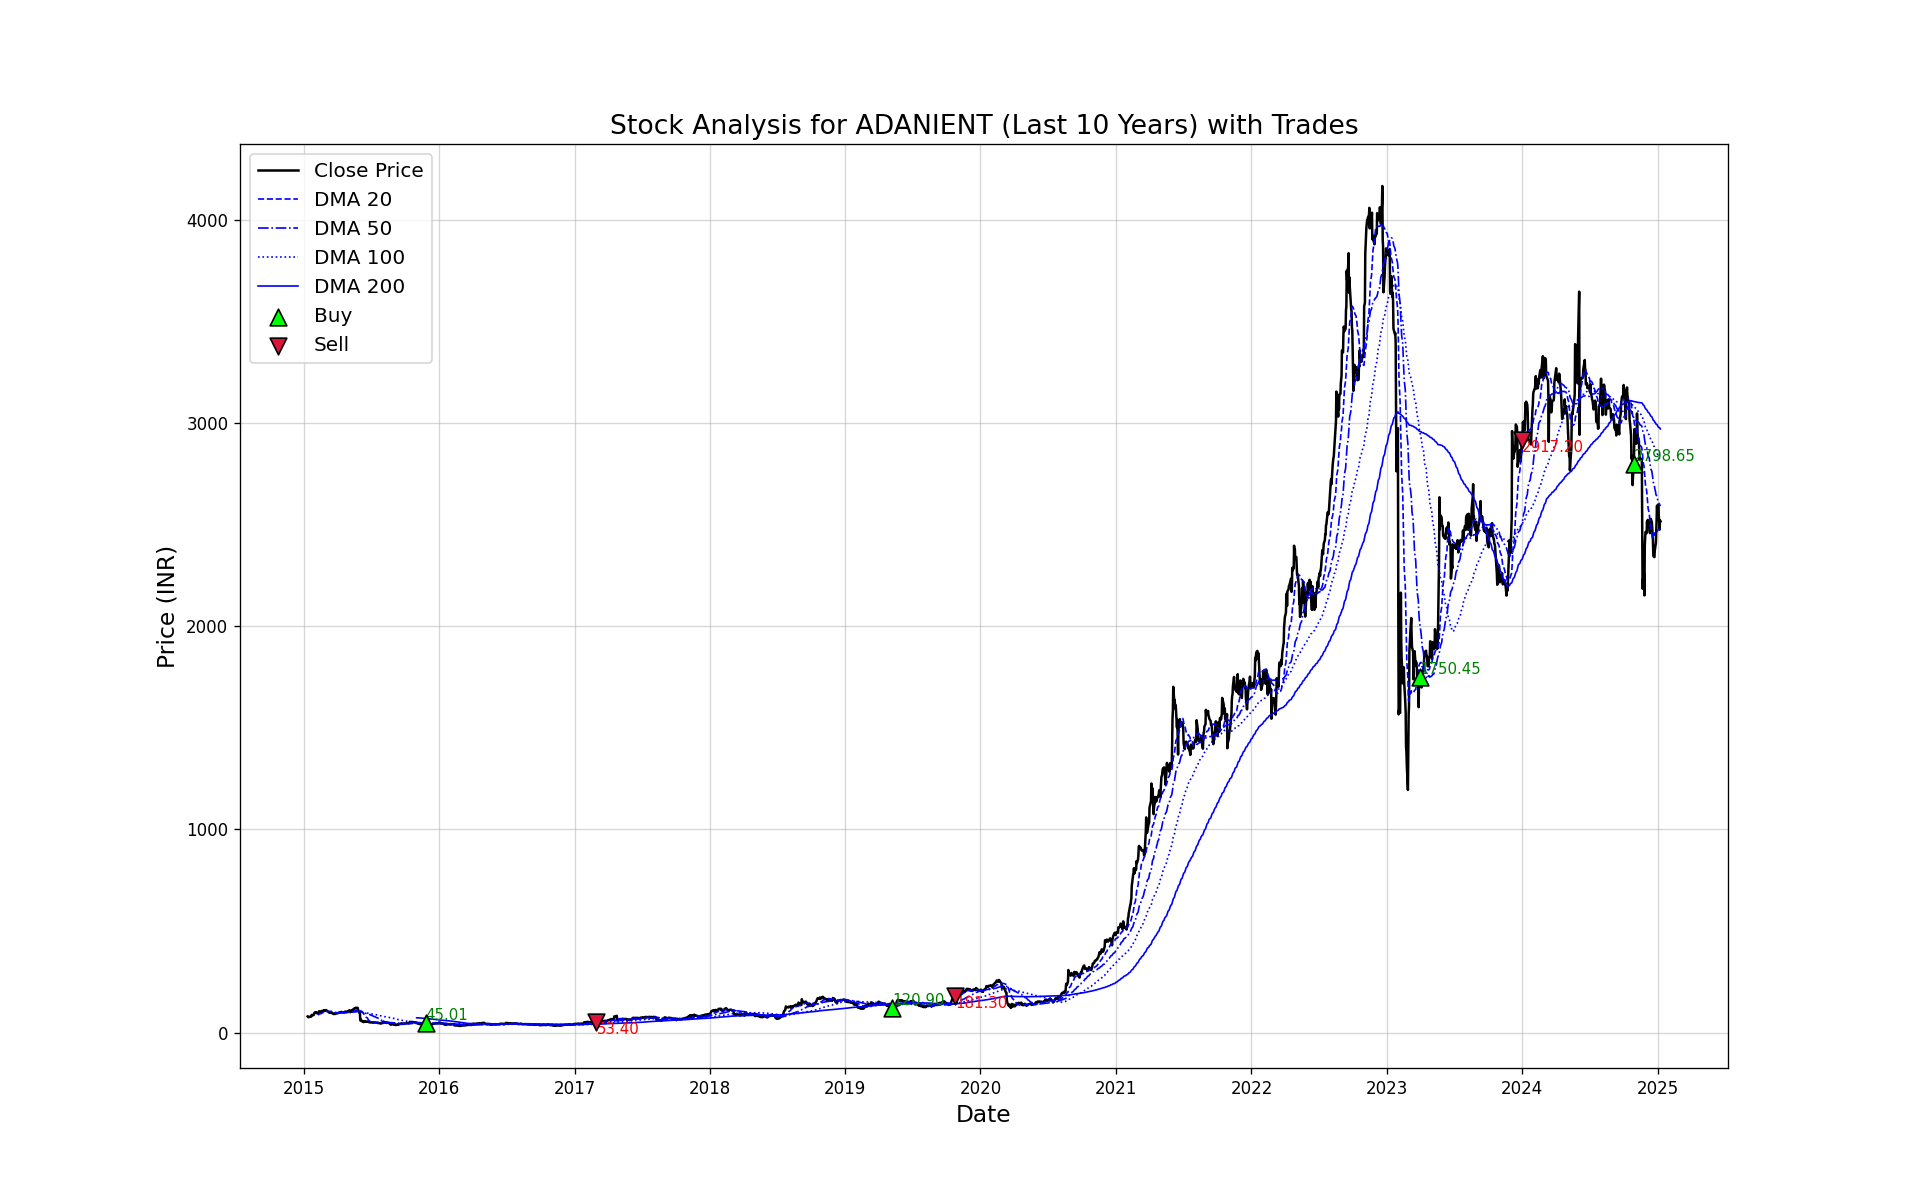 Stock Analysis for ADANIENT (Last 10 Years) with Trades
Close Price
DMA 20
DMA 50
DMA 100
DMA 200
Buy
Sell
Price (INR)
4000
3000
2000
1000
0
45.01
53.40
120.90
181.30
1750.45
2917.20
2798.65
2015
2016
2017
2018
2019
2020
2021
2022
2023
2024
2025
Date